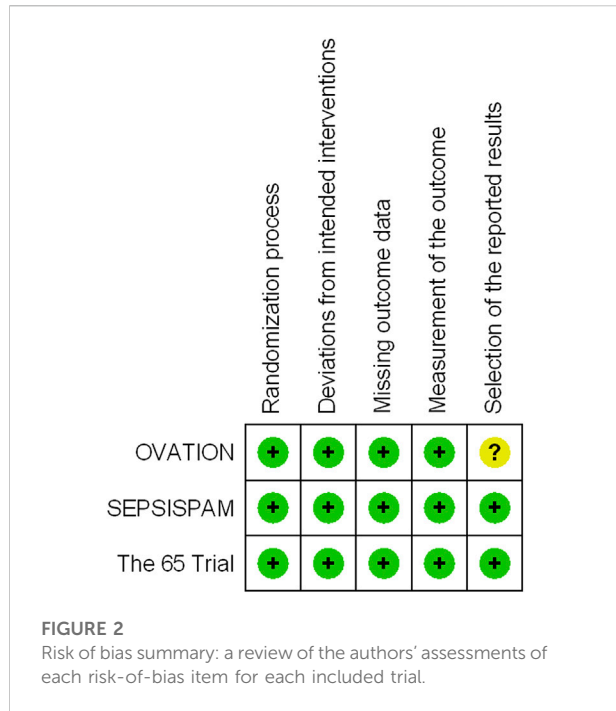 Randomization process
Deviations from intended interventions
Missing outcome data
Measurement of the outcome
Selection of the reported results
OVATION + + + + ?
SEPSISPAM + + + + +
The 65 Trial + + + + +
FIGURE 2
Risk of bias summary: a review of the authors' assessments of
each risk-of-bias item for each included trial.